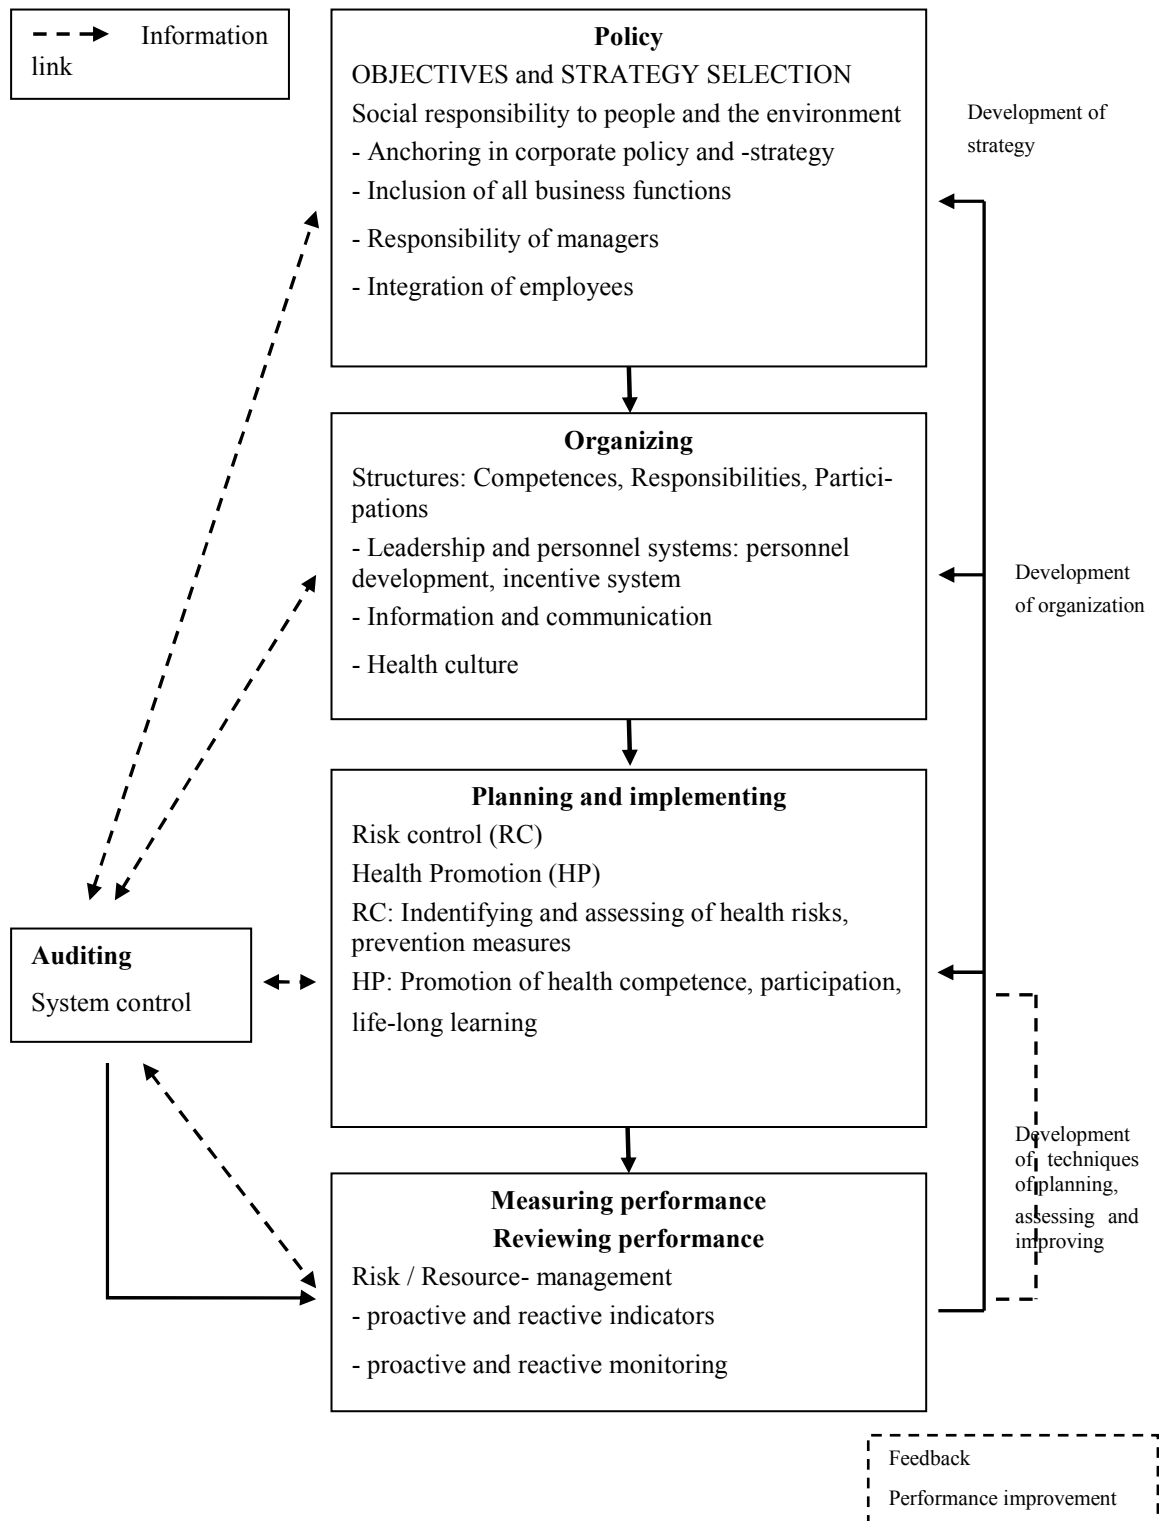 Information
link
Policy
OBJECTIVES and STRATEGY SELECTION
Social responsibility to people and the environment
- Anchoring in corporate policy and -strategy
- Inclusion of all business functions
- Responsibility of managers
- Integration of employees
Development of
strategy
Organizing
Structures: Competences, Responsibilities, Partici-
pations
- Leadership and personnel systems: personnel
development, incentive system
- Information and communication
- Health culture
Development
of organization
Planning and implementing
Risk control (RC)
Health Promotion (HP)
RC: Indentifying and assessing of health risks,
prevention measures
HP: Promotion of health competence, participation,
life-long learning
Auditing
System control
Development
of techniques
of planning,
assessing and
improving
Measuring performance
Reviewing performance
Risk / Resource- management
- proactive and reactive indicators
- proactive and reactive monitoring
Feedback
Performance improvement